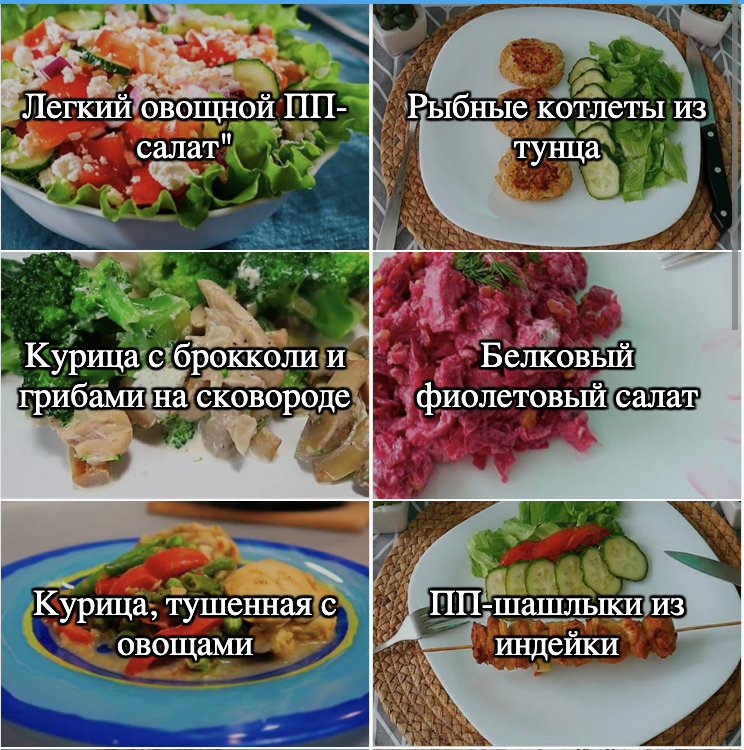 Легкий овощной ПП-
салат"
Рыбные котлеты из
тунца
Курица с брокколи и
грибами на сковороде
Белковый
фиолетовый салат
Курица, тушенная с
овощами
ПП-шашлыки из
индейки